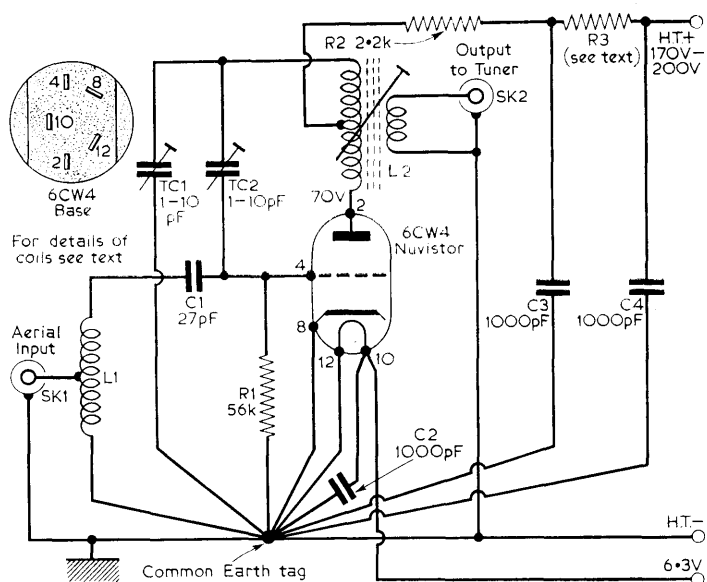 R2 2•2k
R3
(see text)
H.T.+
170V–
200V
Output
to Tuner
SK2
4
8
10
12
2
6CW4
Base
For details of
coils see text
TC1
1–10
pF
TC2
1–10pF
L2
70V
2
6CW4
Nuvistor
4
8
12
10
C1
27pF
C3
1000pF
C4
1000pF
Aerial
Input
SK1
L1
R1
56k
C2
1000pF
Common Earth tag
H.T.–
6•3V